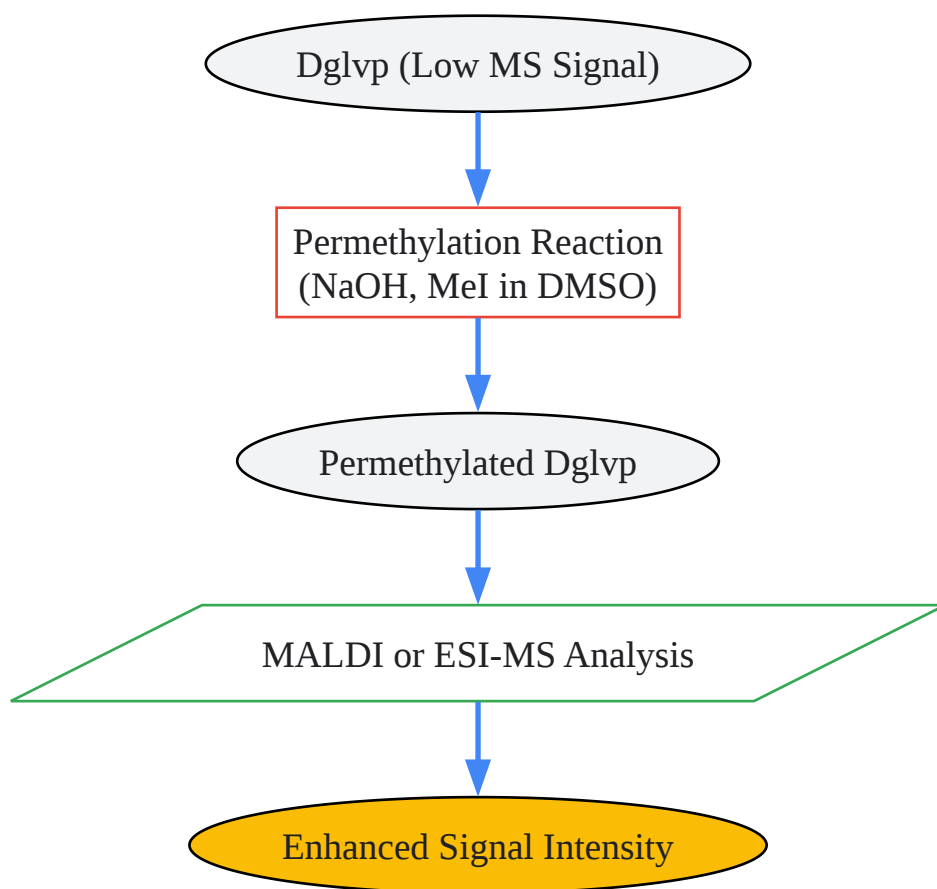 Dglvp (Low MS Signal)
Permethylation Reaction
(NaOH, MeI in DMSO)
Permethylated Dglvp
MALDI or ESI-MS Analysis
Enhanced Signal Intensity